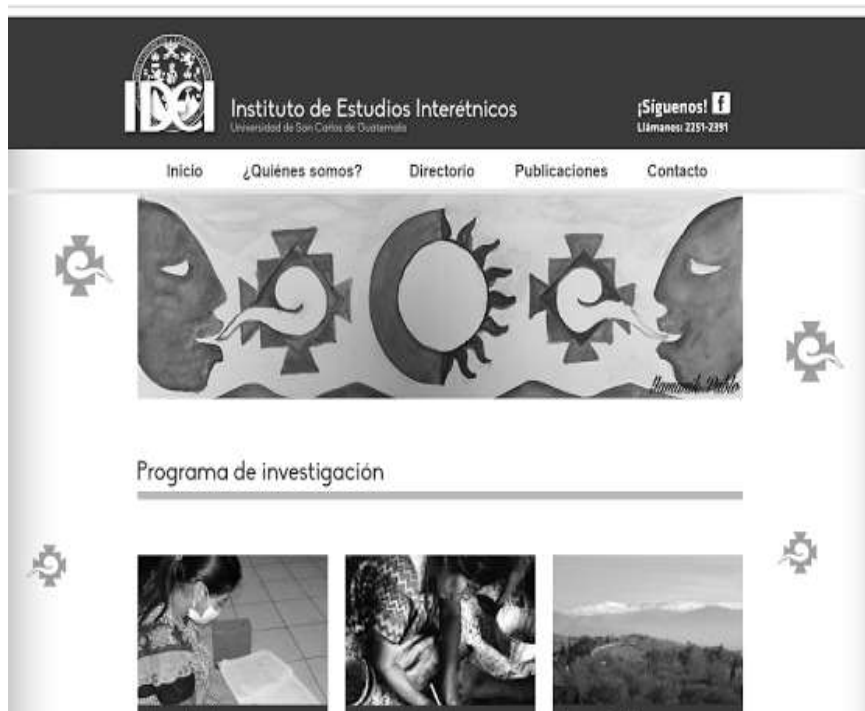 IDEI
Instituto de Estudios Interétnicos
Universidad de San Carlos de Guatemala
¡Síguenos! f
Llámanos: 2251-2391
Inicio ¿Quiénes somos? Directorio Publicaciones Contacto
Pablo
Programa de investigación